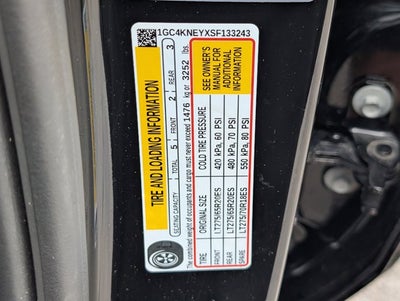 1GC4KNEYXSF133243
TIRE AND LOADING INFORMATION
SEATING CAPACITY TOTAL 5 FRONT 2 REAR 3
The combined weight of occupants and cargo must never exceed 1476 kg or 3252 lbs.
TIRE ORIGINAL SIZE COLD TIRE PRESSURE
FRONT LT275/65R20ES 420 kPa, 60 PSI
REAR LT275/65R20ES 480 kPa, 70 PSI
SPARE LT275/70R18ES 550 kPa, 80 PSI
SEE OWNER'S
MANUAL FOR
ADDITIONAL
INFORMATION